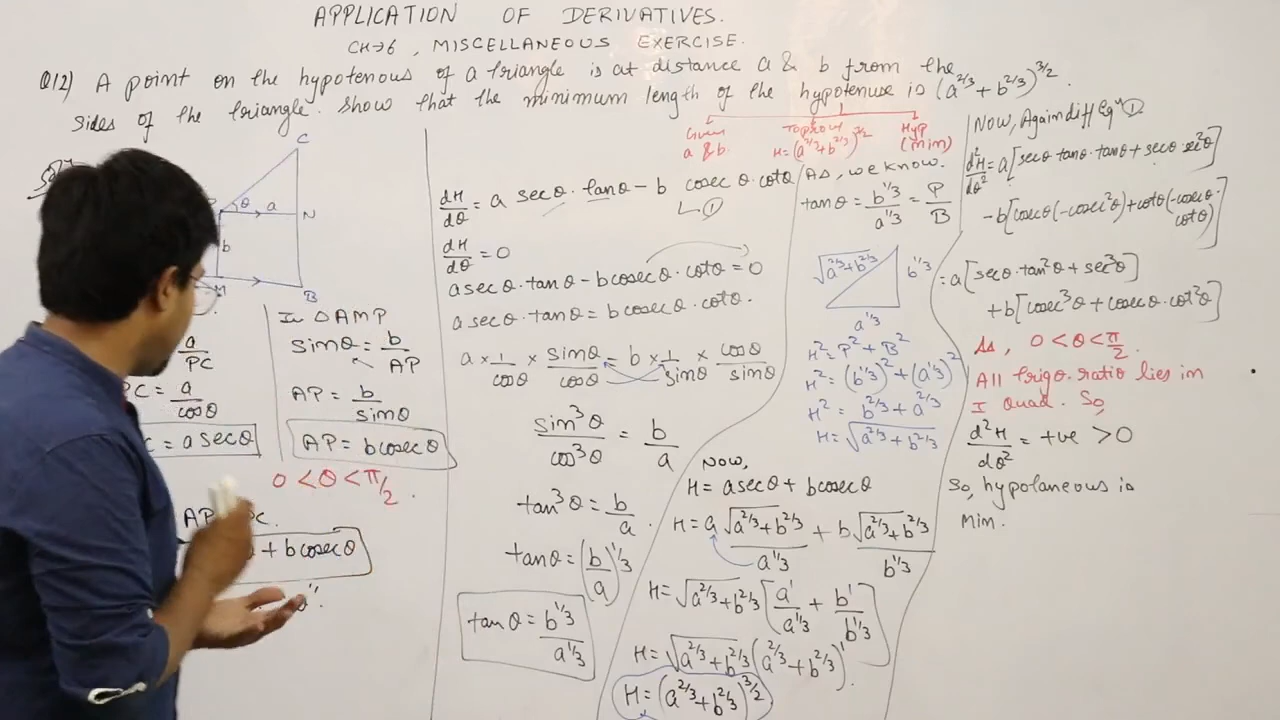 APPLICATION OF DERIVATIVES.
CH→6, MISCELLANEOUS EXERCISE.
Q12) A point on the hypotenous of a triangle is at distance a & b from the
sides of the triangle. Show that the minimum length of the hypotenuse is (a^2/3 + b^2/3)^3/2.
Given
a & b.
To prove
H = (a^2/3 + b^2/3)^3/2
Hyp
(min)
C
θ
a
N
b
M
B
a
PC
PC = a/cosθ
C = a secθ
In △AMP
sinθ = b/AP
AP = b/sinθ
AP = b cosecθ
0 < θ < π/2.
AP
+ b cosecθ
dH/dθ = a secθ · tanθ − b cosecθ · cotθ
①
dH/dθ = 0
a secθ · tanθ − b cosecθ · cotθ = 0
a secθ · tanθ = b cosecθ · cotθ.
a × 1/cosθ × sinθ/cosθ = b × 1/sinθ × cosθ/sinθ
sin³θ/cos³θ = b/a
tan³θ = b/a.
tanθ = (b/a)^1/3
tanθ = b^1/3/a^1/3
As, we know.
tanθ = b^1/3/a^1/3 = P/B
√a^2/3 + b^2/3
b^1/3
a^1/3
H² = P² + B²
H² = (b^1/3)² + (a^1/3)²
H² = b^2/3 + a^2/3
H = √a^2/3 + b^2/3
Now,
H = a secθ + b cosecθ
H = a √a^2/3 + b^2/3/a^1/3 + b √a^2/3 + b^2/3/b^1/3
H = √a^2/3 + b^2/3 [a^1/a^1/3 + b^1/b^1/3]
H = √a^2/3 + b^2/3 (a^2/3 + b^2/3)^1.
H = (a^2/3 + b^2/3)^3/2
Now, Again diff Eqn ①
d²H/dθ² = a[secθ tanθ · tanθ + secθ · sec²θ]
− b[cosecθ(−cosec²θ) + cotθ(−cosecθ · cotθ)]
= a[secθ · tan²θ + sec³θ]
+ b[cosec³θ + cosecθ · cot²θ]
As, 0 < θ < π/2.
All trigo. ratio lies in
I Quad. So,
d²H/dθ² = +ve > 0
So, hypotaneous is
Mim.